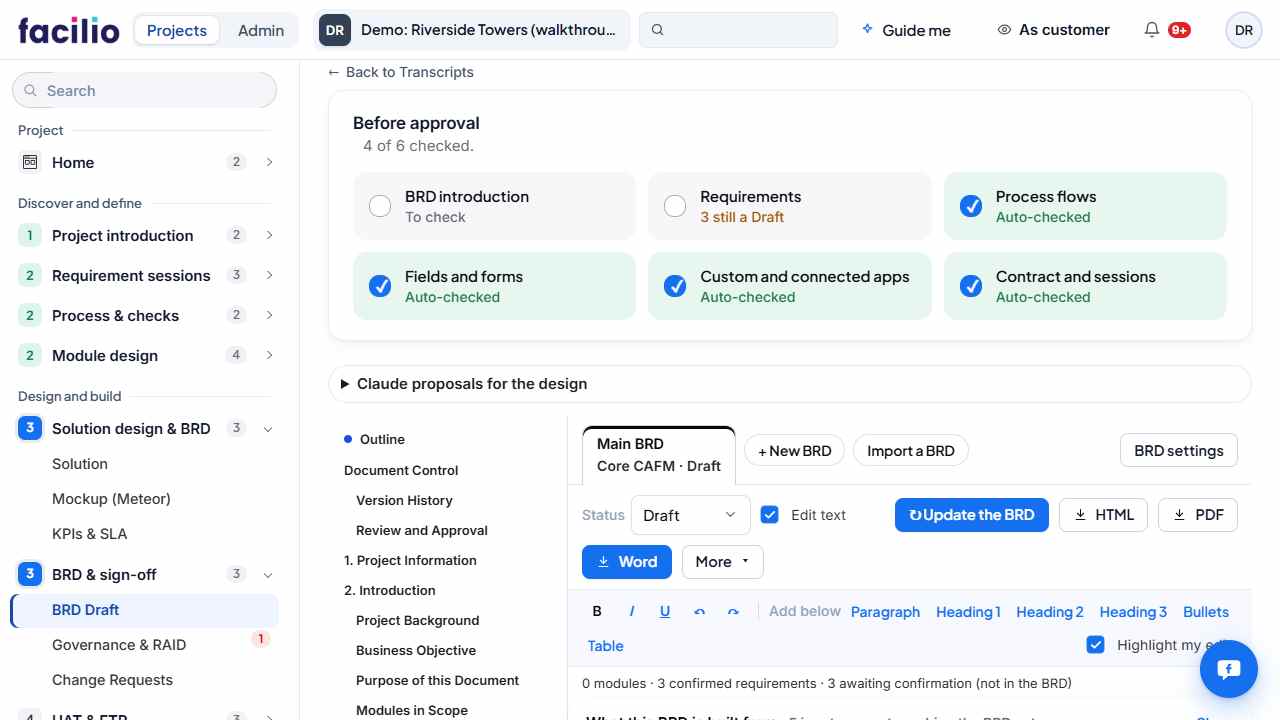 facilio
Projects
Admin
DR
Demo: Riverside Towers (walkthrou...
Guide me
As customer
9+
DR
Search
Project
Home 2
Discover and define
1 Project introduction 2
2 Requirement sessions 3
2 Process & checks 2
2 Module design 4
Design and build
3 Solution design & BRD 3
Solution
Mockup (Meteor)
KPIs & SLA
3 BRD & sign-off 3
BRD Draft
Governance & RAID 1
Change Requests
4 UAT & FTP 3
← Back to Transcripts
Before approval
4 of 6 checked.
BRD introduction
To check
Requirements
3 still a Draft
Process flows
Auto-checked
Fields and forms
Auto-checked
Custom and connected apps
Auto-checked
Contract and sessions
Auto-checked
Claude proposals for the design
Outline
Document Control
Version History
Review and Approval
1. Project Information
2. Introduction
Project Background
Business Objective
Purpose of this Document
Modules in Scope
Main BRD
Core CAFM · Draft
+ New BRD
Import a BRD
BRD settings
Status
Draft
Edit text
↻ Update the BRD
HTML
PDF
Word
More
B I U Add below Paragraph Heading 1 Heading 2 Heading 3 Bullets
Table
Highlight my
0 modules · 3 confirmed requirements · 3 awaiting confirmation (not in the BRD)